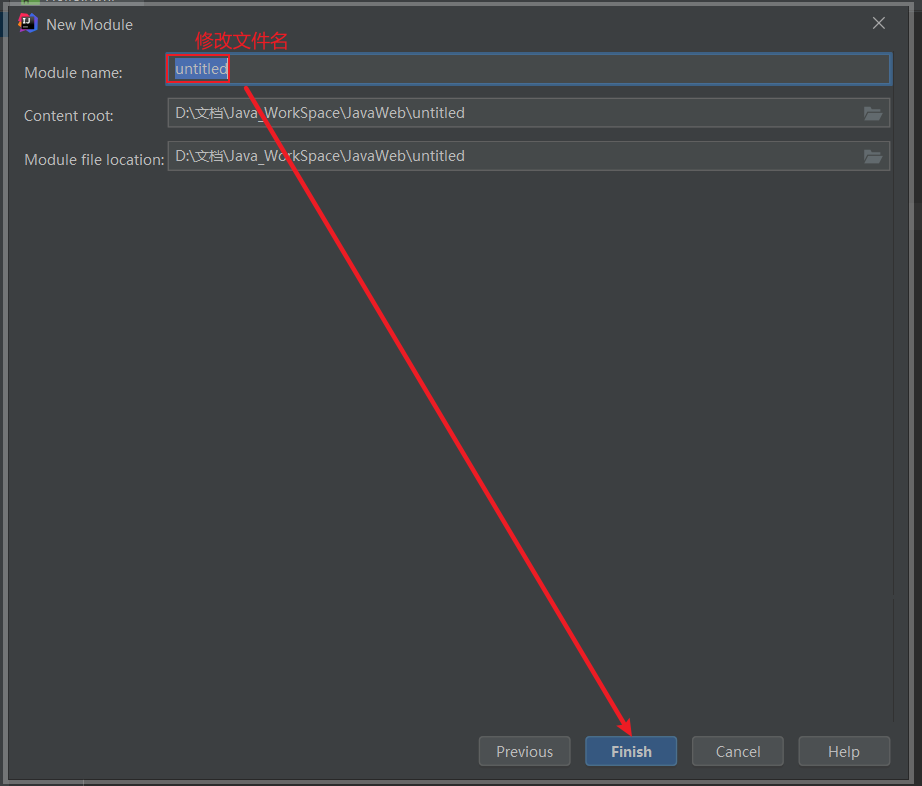 New Module
修改文件名
Module name: untitled
Content root: D:\文档\Java_WorkSpace\JavaWeb\untitled
Module file location: D:\文档\Java_WorkSpace\JavaWeb\untitled
Previous Finish Cancel Help